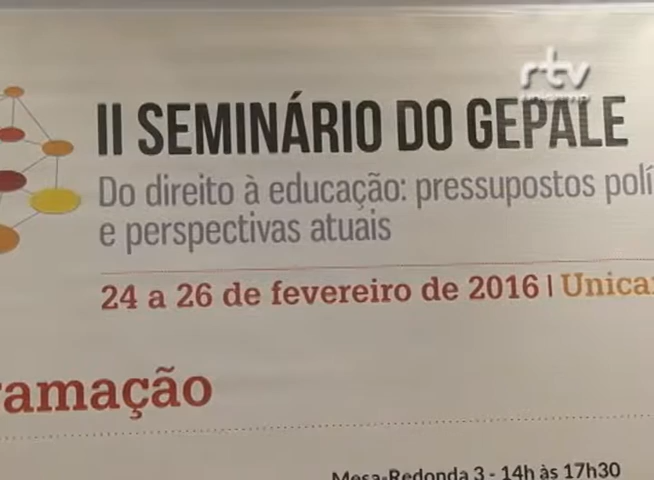 rtv
II SEMINÁRIO DO GEPALE
Do direito à educação: pressupostos polí
e perspectivas atuais
24 a 26 de fevereiro de 2016 | Unica
ramação
Mesa-Redonda 3 - 14h às 17h30